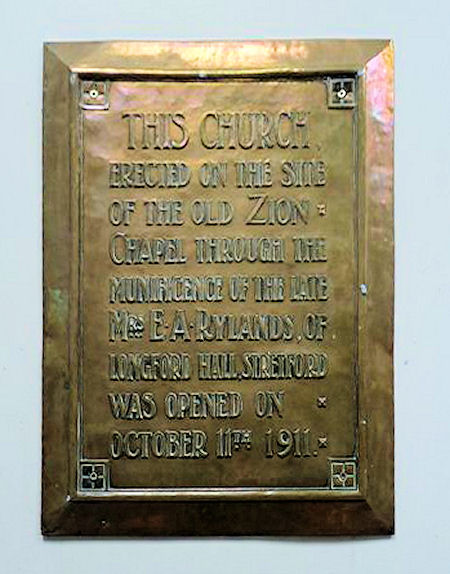 THIS CHURCH,
ERECTED ON THE SITE
OF THE OLD ZION
CHAPEL THROUGH THE
MUNIFICENCE OF THE LATE
MRS E·A·RYLANDS, OF
LONGFORD HALL, STRETFORD
WAS OPENED ON
OCTOBER 11TH 1911.